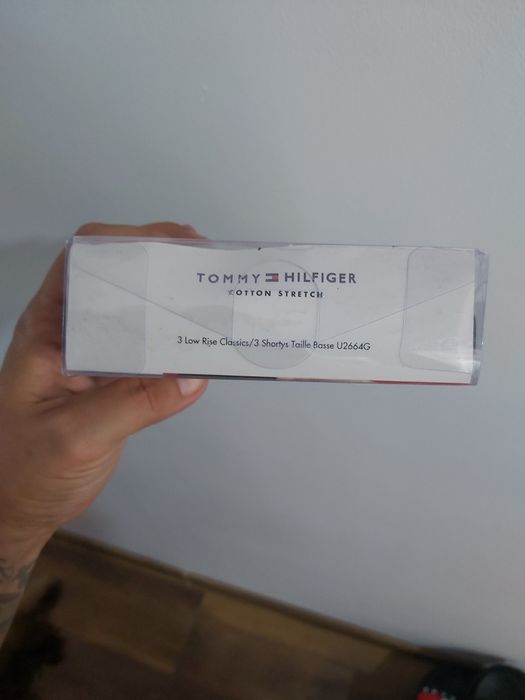 TOMMY HILFIGER
COTTON STRETCH
3 Low Rise Classics/3 Shortys Taille Basse U2664G